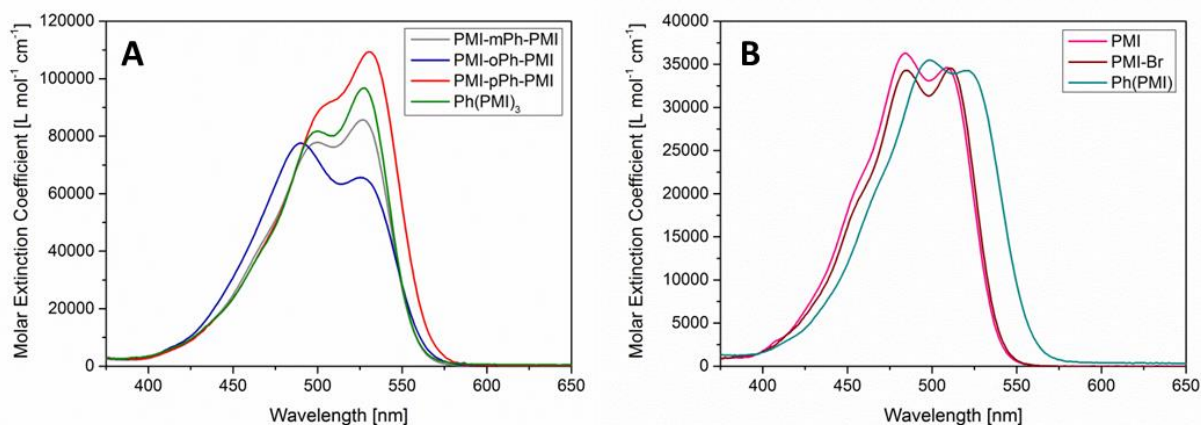 A
PMI-mPh-PMI
PMI-oPh-PMI
PMI-pPh-PMI
Ph(PMI)₃
120000
100000
80000
60000
40000
20000
0
400
450
500
550
600
650
Molar Extinction Coefficient [L mol⁻¹ cm⁻¹]
Wavelength [nm]
B
PMI
PMI-Br
Ph(PMI)
40000
35000
30000
25000
20000
15000
10000
5000
0
400
450
500
550
600
650
Molar Extinction Coefficient [L mol⁻¹ cm⁻¹]
Wavelength [nm]